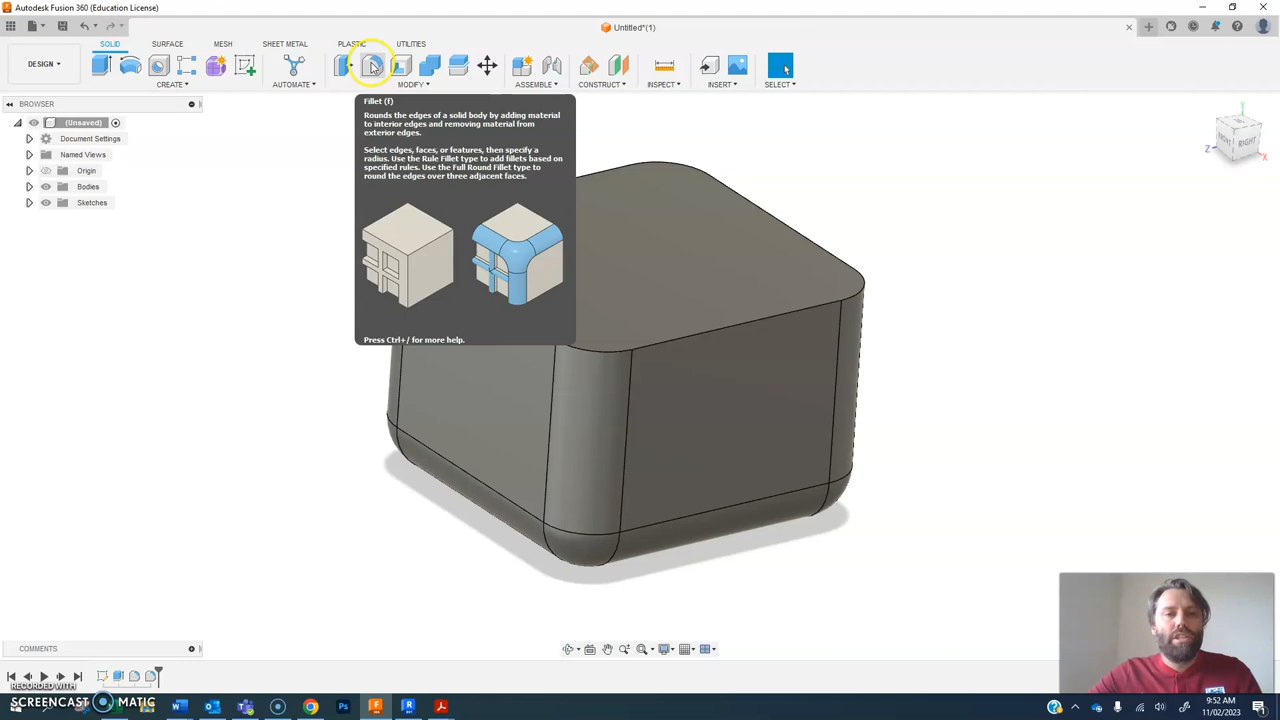 Autodesk Fusion 360 (Education License)
Untitled*(1)
SOLID
SURFACE
MESH
SHEET METAL
PLASTIC
UTILITIES
DESIGN
CREATE
AUTOMATE
MODIFY
ASSEMBLE
CONSTRUCT
INSPECT
INSERT
SELECT
BROWSER
(Unsaved)
Document Settings
Named Views
Origin
Bodies
Sketches
Fillet (f)
Rounds the edges of a solid body by adding material
to interior edges and removing material from
exterior edges.
Select edges, faces, or features, then specify a
radius. Use the Rule Fillet type to add fillets based on
specified rules. Use the Full Round Fillet type to
round the edges over three adjacent faces.
Press Ctrl+/ for more help.
FRONT
RIGHT
Y
Z
X
COMMENTS
RECORDED WITH
SCREENCAST MATIC
9:52 AM
11/02/2023